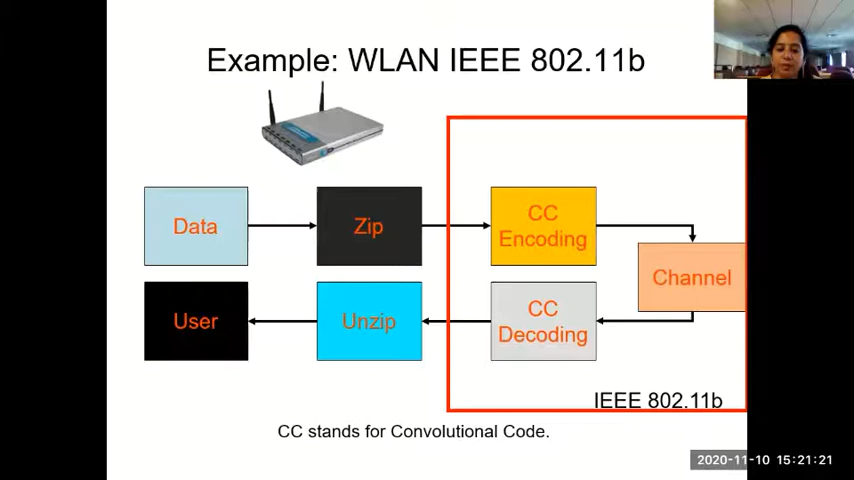 Example: WLAN IEEE 802.11b
Data
Zip
CC
Encoding
Channel
User
Unzip
CC
Decoding
IEEE 802.11b
CC stands for Convolutional Code.
2020-11-10 15:21:21